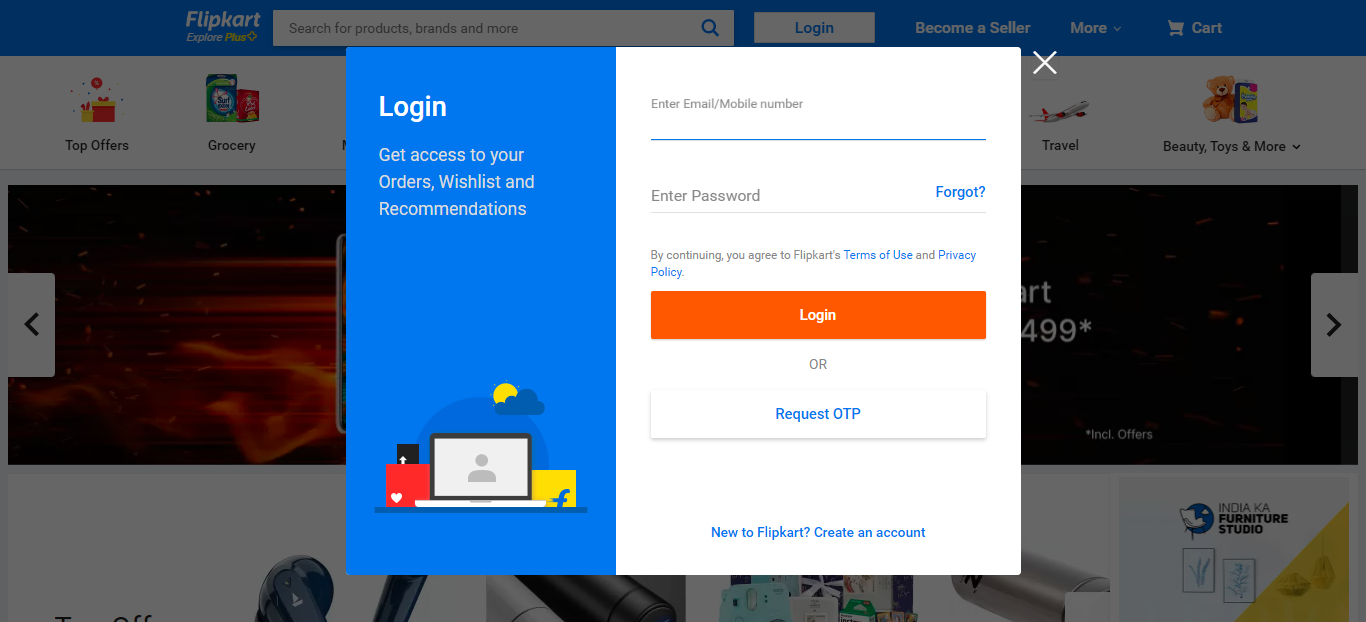 Flipkart
Explore Plus
Search for products, brands and more
Login
Become a Seller
More
Cart
Top Offers
Grocery
Travel
Beauty, Toys & More
Login
Get access to your
Orders, Wishlist and
Recommendations
Enter Email/Mobile number
Enter Password
Forgot?
By continuing, you agree to Flipkart's Terms of Use and Privacy
Policy.
Login
OR
Request OTP
New to Flipkart? Create an account
art
499*
*Incl. Offers
INDIA KA
FURNITURE
STUDIO